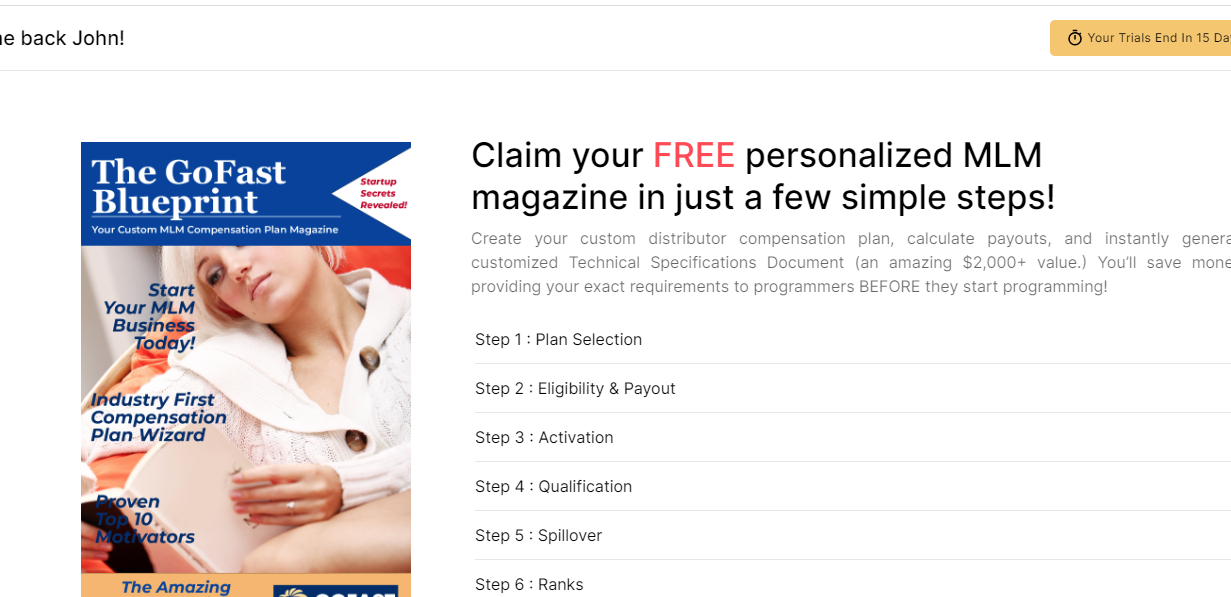 back John!
Your Trials End In 15
The GoFast
Blueprint
Your Custom MLM Compensation Plan Magazine
Startup
Secrets
Revealed!
Start
Your MLM
Business
Today!
Industry First
Compensation
Plan Wizard
Proven
Top 10
Motivators
The Amazing
GOFAST
Claim your FREE personalized MLM
magazine in just a few simple steps!
Create your custom distributor compensation plan, calculate payouts, and instantly
customized Technical Specifications Document (an amazing $2,000+ value.) You'll save
providing your exact requirements to programmers BEFORE they start programming!
Step 1 : Plan Selection
Step 2 : Eligibility & Payout
Step 3 : Activation
Step 4 : Qualification
Step 5 : Spillover
Step 6 : Ranks